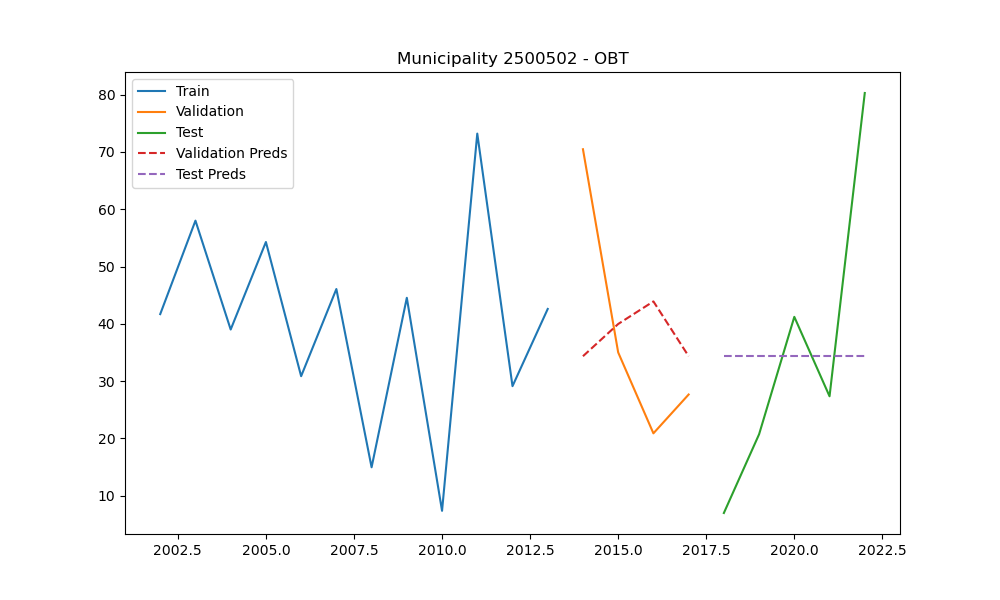 Municipality 2500502 - OBT
Train
Validation
Test
Validation Preds
Test Preds
80
70
60
50
40
30
20
10
2002.5 2005.0 2007.5 2010.0 2012.5 2015.0 2017.5 2020.0 2022.5